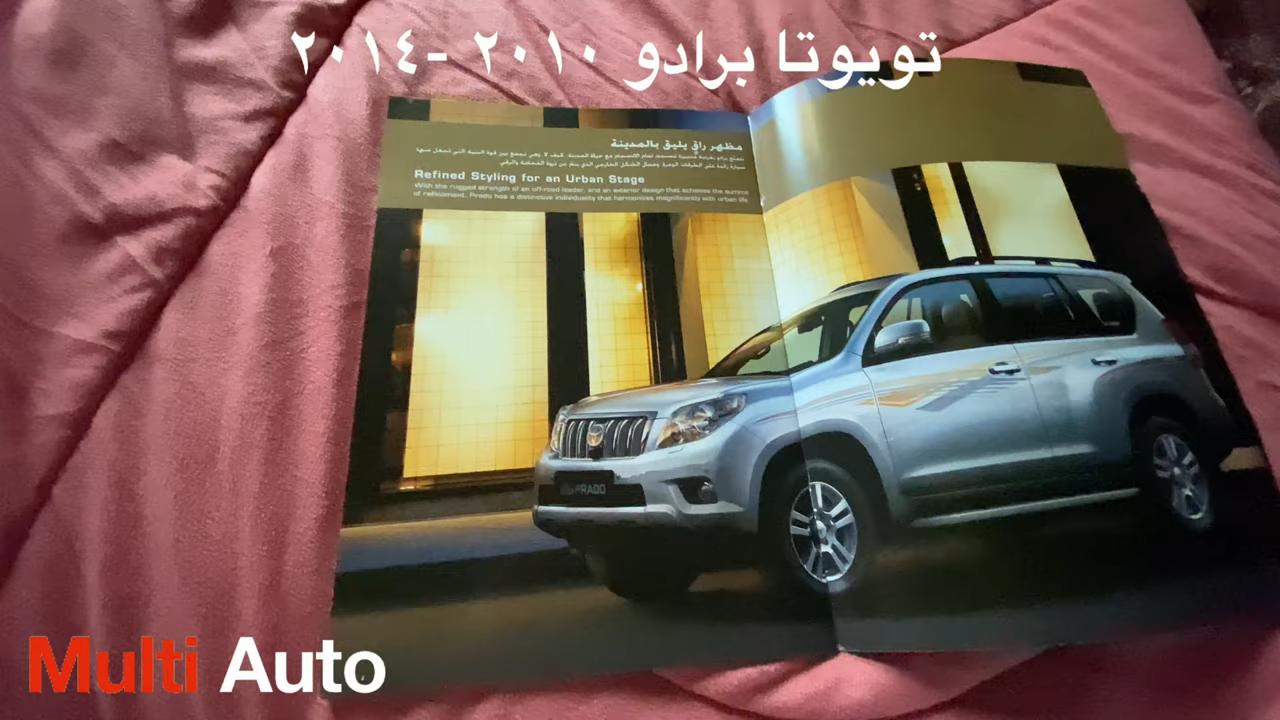 تويوتا برادو ٢٠١٠ -٢٠١٤
مظهر راقٍ يليق بالمدينة
Refined Styling for an Urban Stage
With the rugged strength of an off-road leader, and an exterior design that achieves the summit
of refinement, Prado has a distinctive individuality that harmonizes magnificently with urban life.
PRADO
Multi Auto